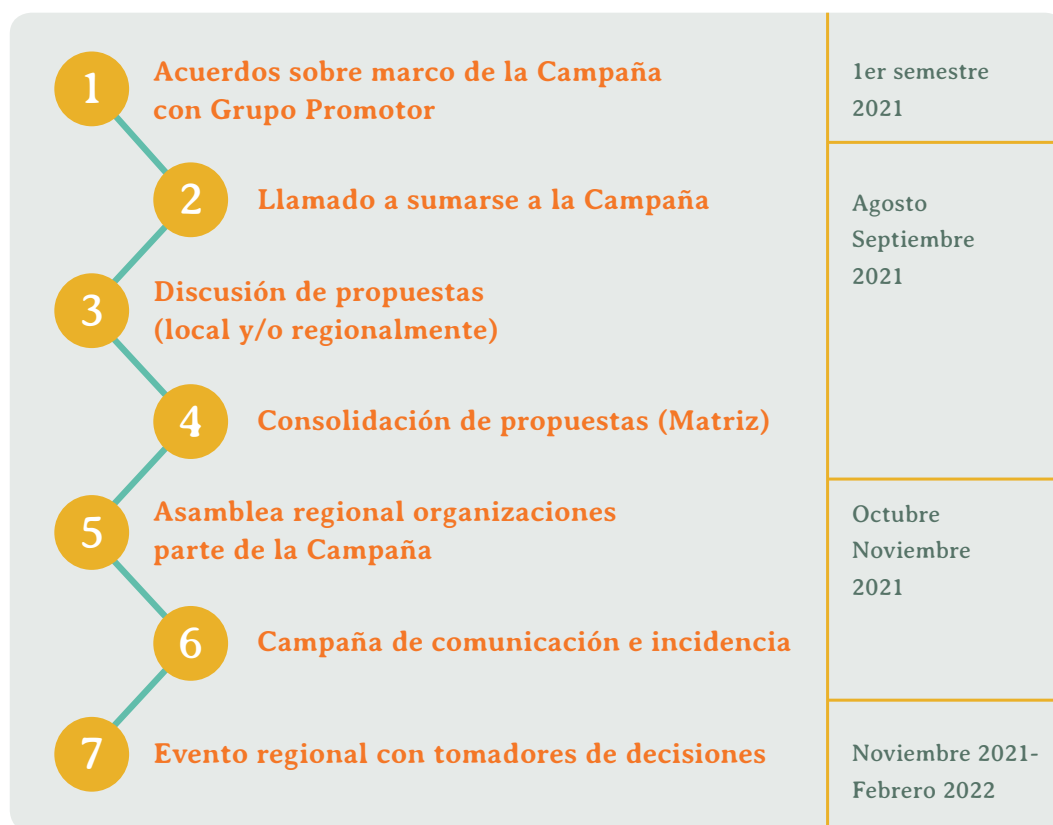 1
Acuerdos sobre marco de la Campaña
con Grupo Promotor
1er semestre
2021
2
Llamado a sumarse a la Campaña
Agosto
Septiembre
2021
3
Discusión de propuestas
(local y/o regionalmente)
4
Consolidación de propuestas (Matriz)
5
Asamblea regional organizaciones
parte de la Campaña
Octubre
Noviembre
2021
6
Campaña de comunicación e incidencia
7
Evento regional con tomadores de decisiones
Noviembre 2021-
Febrero 2022